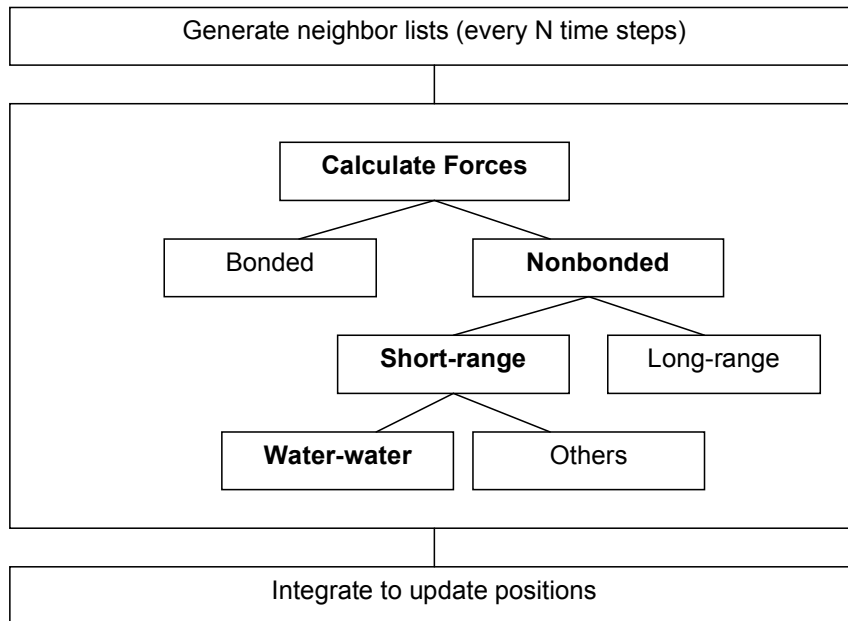 Generate neighbor lists (every N time steps)
Calculate Forces
Bonded
Nonbonded
Short-range
Long-range
Water-water
Others
Integrate to update positions